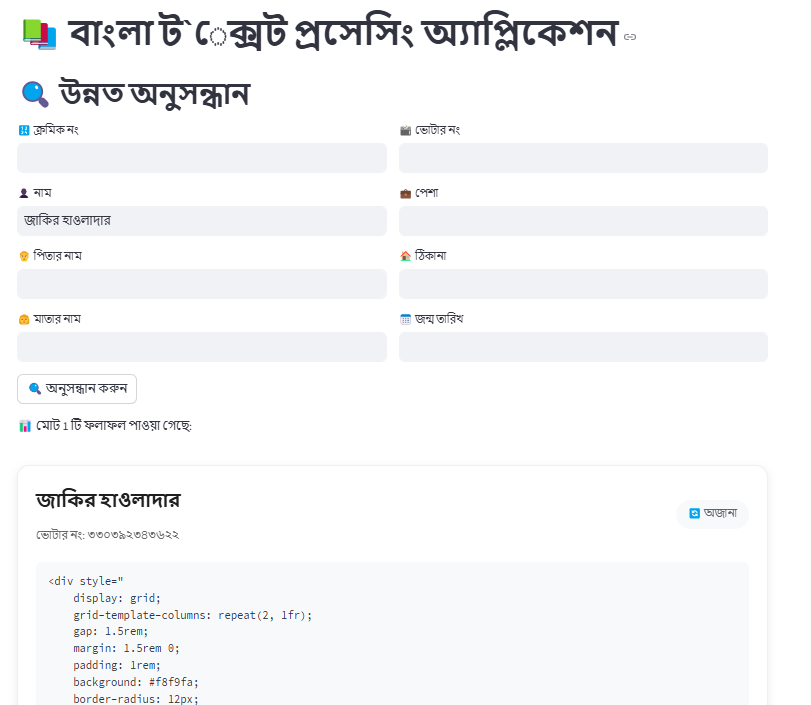 বাংলা ট`েক্সট প্রসেসিং অ্যাপ্লিকেশন
উন্নত অনুসন্ধান
ক্রমিক নং
ভোটার নং
নাম
পেশা
জাকির হাওলাদার
পিতার নাম
ঠিকানা
মাতার নাম
জন্ম তারিখ
অনুসন্ধান করুন
মোট 1 টি ফলাফল পাওয়া গেছে:
জাকির হাওলাদার
অজানা
ভোটার নং: ৩৩০৩৯২৩৪৩৬২২
<div style="
display: grid;
grid-template-columns: repeat(2, 1fr);
gap: 1.5rem;
margin: 1.5rem 0;
padding: 1rem;
background: #f8f9fa;
border-radius: 12px;